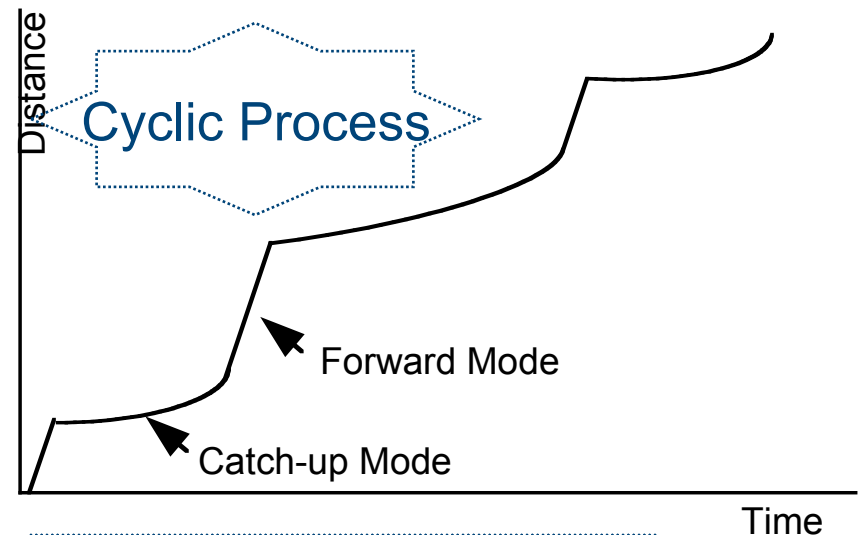 Distance
Cyclic Process
Forward Mode
Catch-up Mode
Time